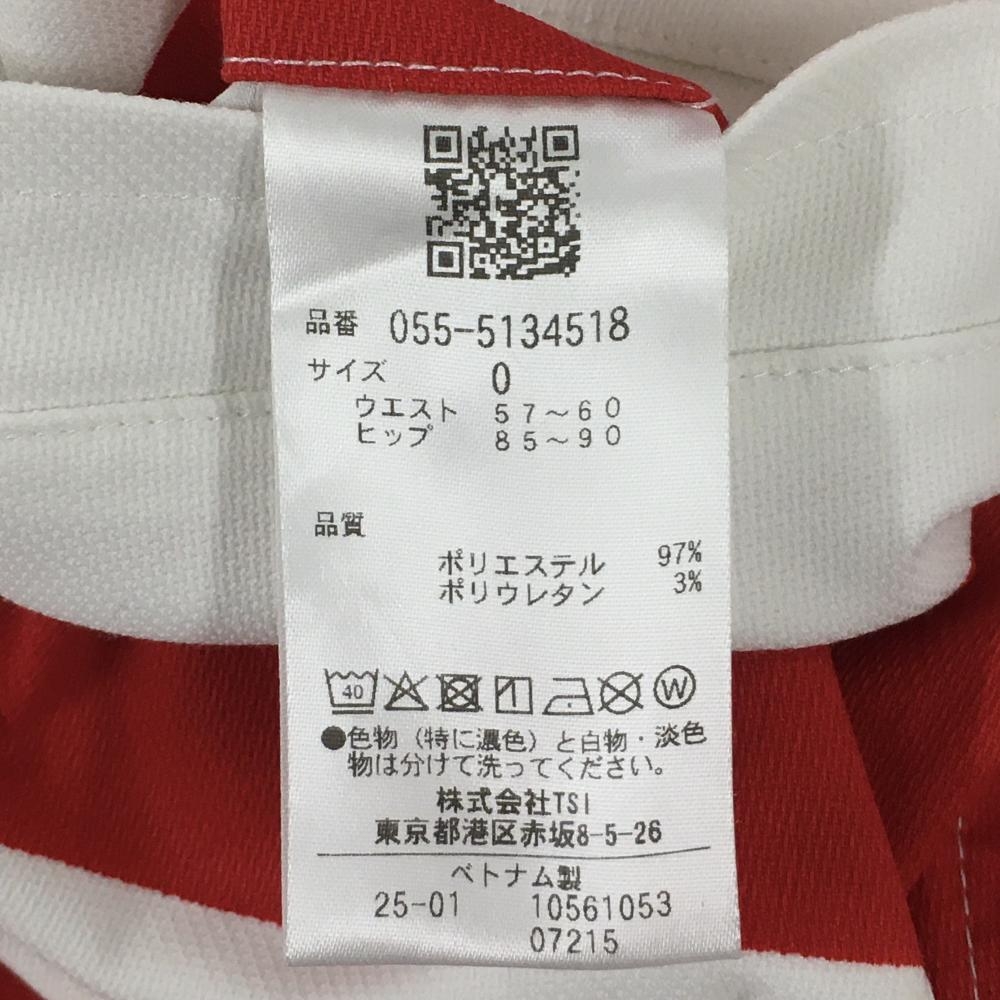 品番 055-5134518
サイズ 0
ウエスト 57～60
ヒップ 85～90
品質
ポリエステル 97%
ポリウレタン 3%
40 W
●色物（特に濃色）と白物・淡色
物は分けて洗ってください。
株式会社TSI
東京都港区赤坂8-5-26
ベトナム製
25-01 10561053
07215